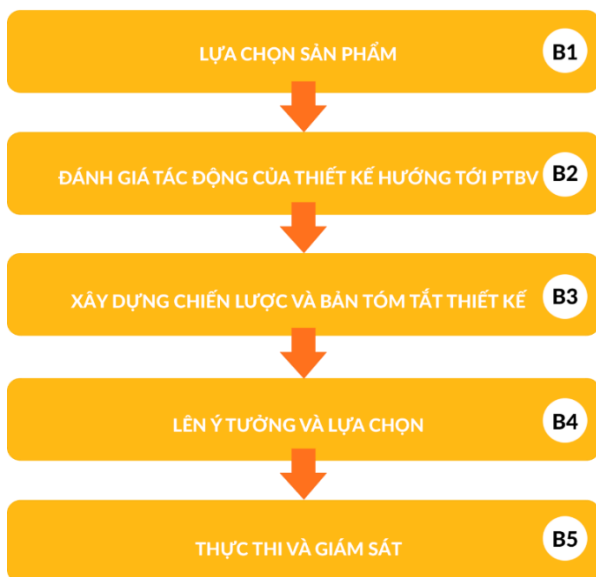 LỰA CHỌN SẢN PHẨM B1
ĐÁNH GIÁ TÁC ĐỘNG CỦA THIẾT KẾ HƯỚNG TỚI PTBV B2
XÂY DỰNG CHIẾN LƯỢC VÀ BẢN TÓM TẮT THIẾT KẾ B3
LÊN Ý TƯỞNG VÀ LỰA CHỌN B4
THỰC THI VÀ GIÁM SÁT B5